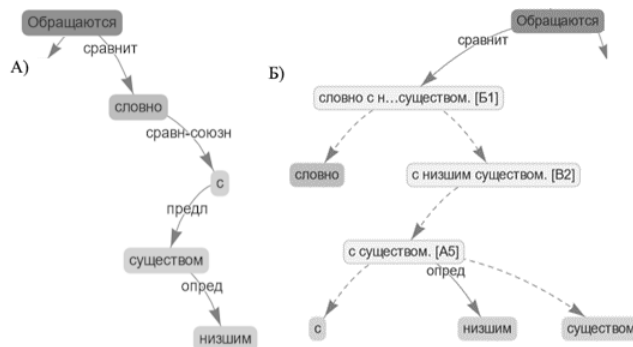 Обращаются
Обращаются
сравнит
сравнит
А)
Б)
словно
словно с н...существом. [Б1]
сравн-союзн
словно
с низшим существом. [В2]
с
предл
с существом. [А5]
существом
опред
опред
с
низшим
существом
низшим